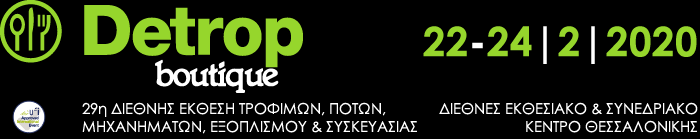 Detrop
boutique
22-24|2|2020
29η ΔΙΕΘΝΗΣ ΕΚΘΕΣΗ ΤΡΟΦΙΜΩΝ, ΠΟΤΩΝ,
ΜΗΧΑΝΗΜΑΤΩΝ, ΕΞΟΠΛΙΣΜΟΥ & ΣΥΣΚΕΥΑΣΙΑΣ
ΔΙΕΘΝΕΣ ΕΚΘΕΣΙΑΚΟ & ΣΥΝΕΔΡΙΑΚΟ
ΚΕΝΤΡΟ ΘΕΣΣΑΛΟΝΙΚΗΣ